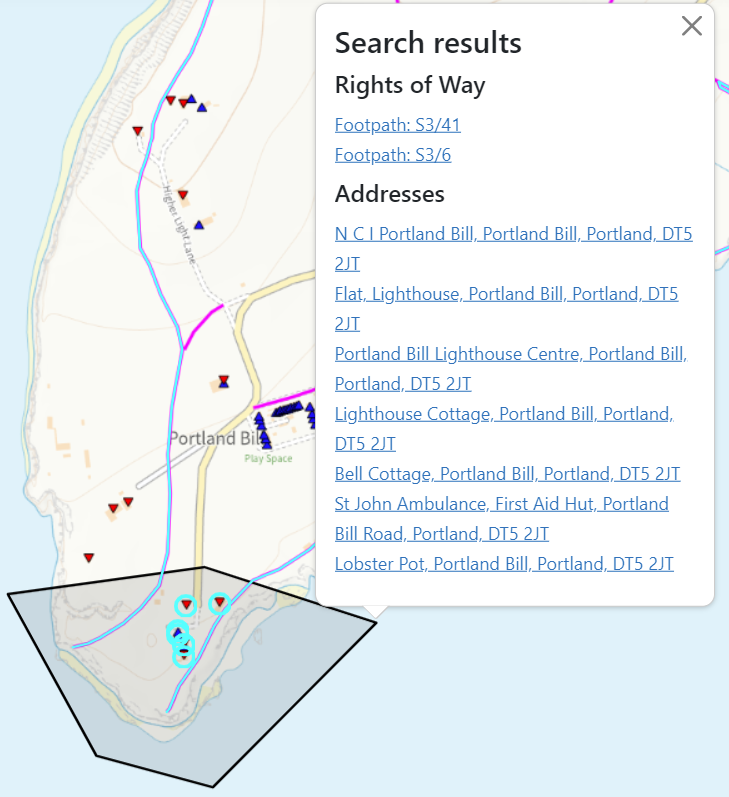 Search results
Rights of Way
Footpath: S3/41
Footpath: S3/6
Addresses
N C I Portland Bill, Portland Bill, Portland, DT5
2JT
Flat, Lighthouse, Portland Bill, Portland, DT5
2JT
Portland Bill Lighthouse Centre, Portland Bill,
Portland, DT5 2JT
Lighthouse Cottage, Portland Bill, Portland,
DT5 2JT
Bell Cottage, Portland Bill, Portland, DT5 2JT
St John Ambulance, First Aid Hut, Portland
Bill Road, Portland, DT5 2JT
Lobster Pot, Portland Bill, Portland, DT5 2JT
Higher Light Lane
Portland Bill
Play Space